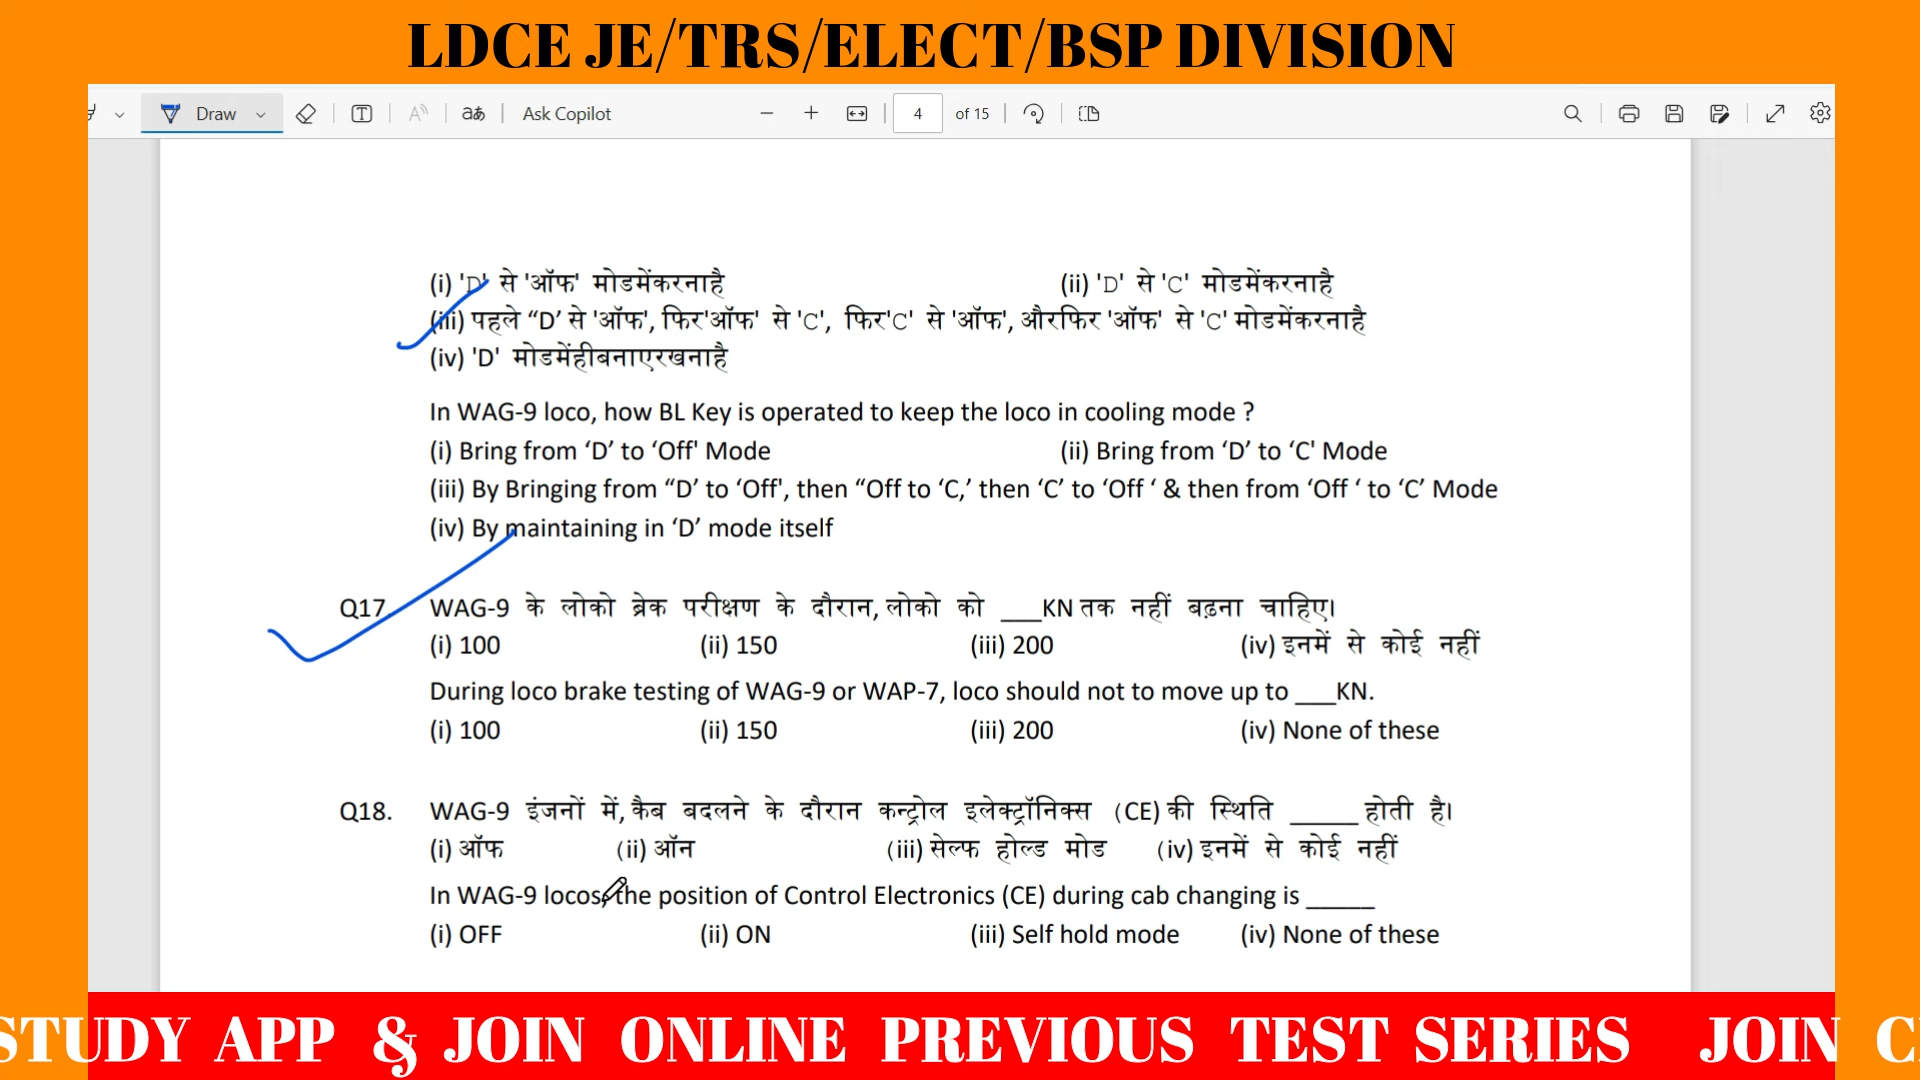 LDCE JE/TRS/ELECT/BSP DIVISION
Draw
aあ
Ask Copilot
4 of 15
(i) 'D' से 'ऑफ' मोडमेंकरनाहै (ii) 'D' से 'C' मोडमेंकरनाहै
(iii) पहले “D’ से 'ऑफ', फिर'ऑफ' से 'C', फिर'C' से 'ऑफ', औरफिर 'ऑफ' से 'C' मोडमेंकरनाहै
(iv) 'D' मोडमेंहीबनाएरखनाहै
In WAG-9 loco, how BL Key is operated to keep the loco in cooling mode ?
(i) Bring from ‘D’ to ‘Off' Mode (ii) Bring from ‘D’ to ‘C' Mode
(iii) By Bringing from “D’ to ‘Off', then “Off to ‘C,’ then ‘C’ to ‘Off ‘ & then from ‘Off ‘ to ‘C’ Mode
(iv) By maintaining in ‘D’ mode itself
Q17. WAG-9 के लोको ब्रेक परीक्षण के दौरान, लोको को ___KN तक नहीं बढ़ना चाहिए।
(i) 100 (ii) 150 (iii) 200 (iv) इनमें से कोई नहीं
During loco brake testing of WAG-9 or WAP-7, loco should not to move up to ___KN.
(i) 100 (ii) 150 (iii) 200 (iv) None of these
Q18. WAG-9 इंजनों में, कैब बदलने के दौरान कन्ट्रोल इलेक्ट्रॉनिक्स (CE) की स्थिति _____ होती है।
(i) ऑफ (ii) ऑन (iii) सेल्फ होल्ड मोड (iv) इनमें से कोई नहीं
In WAG-9 locos, the position of Control Electronics (CE) during cab changing is _____
(i) OFF (ii) ON (iii) Self hold mode (iv) None of these
STUDY APP & JOIN ONLINE PREVIOUS TEST SERIES JOIN